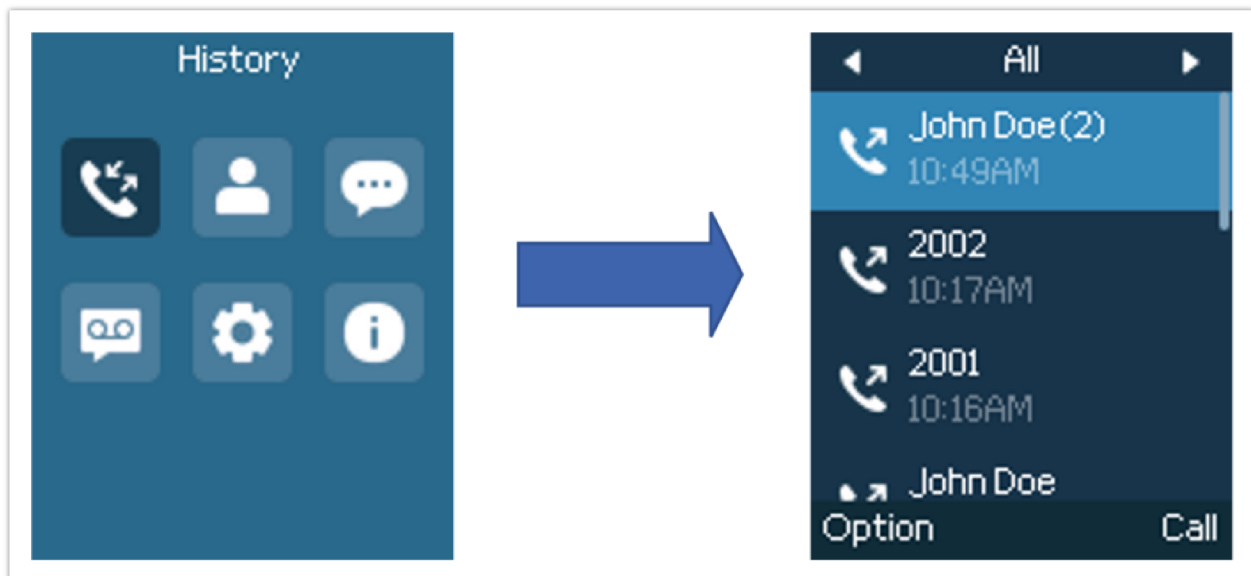 History
All
John Doe(2)
10:49AM
2002
10:17AM
2001
10:16AM
John Doe
Option Call